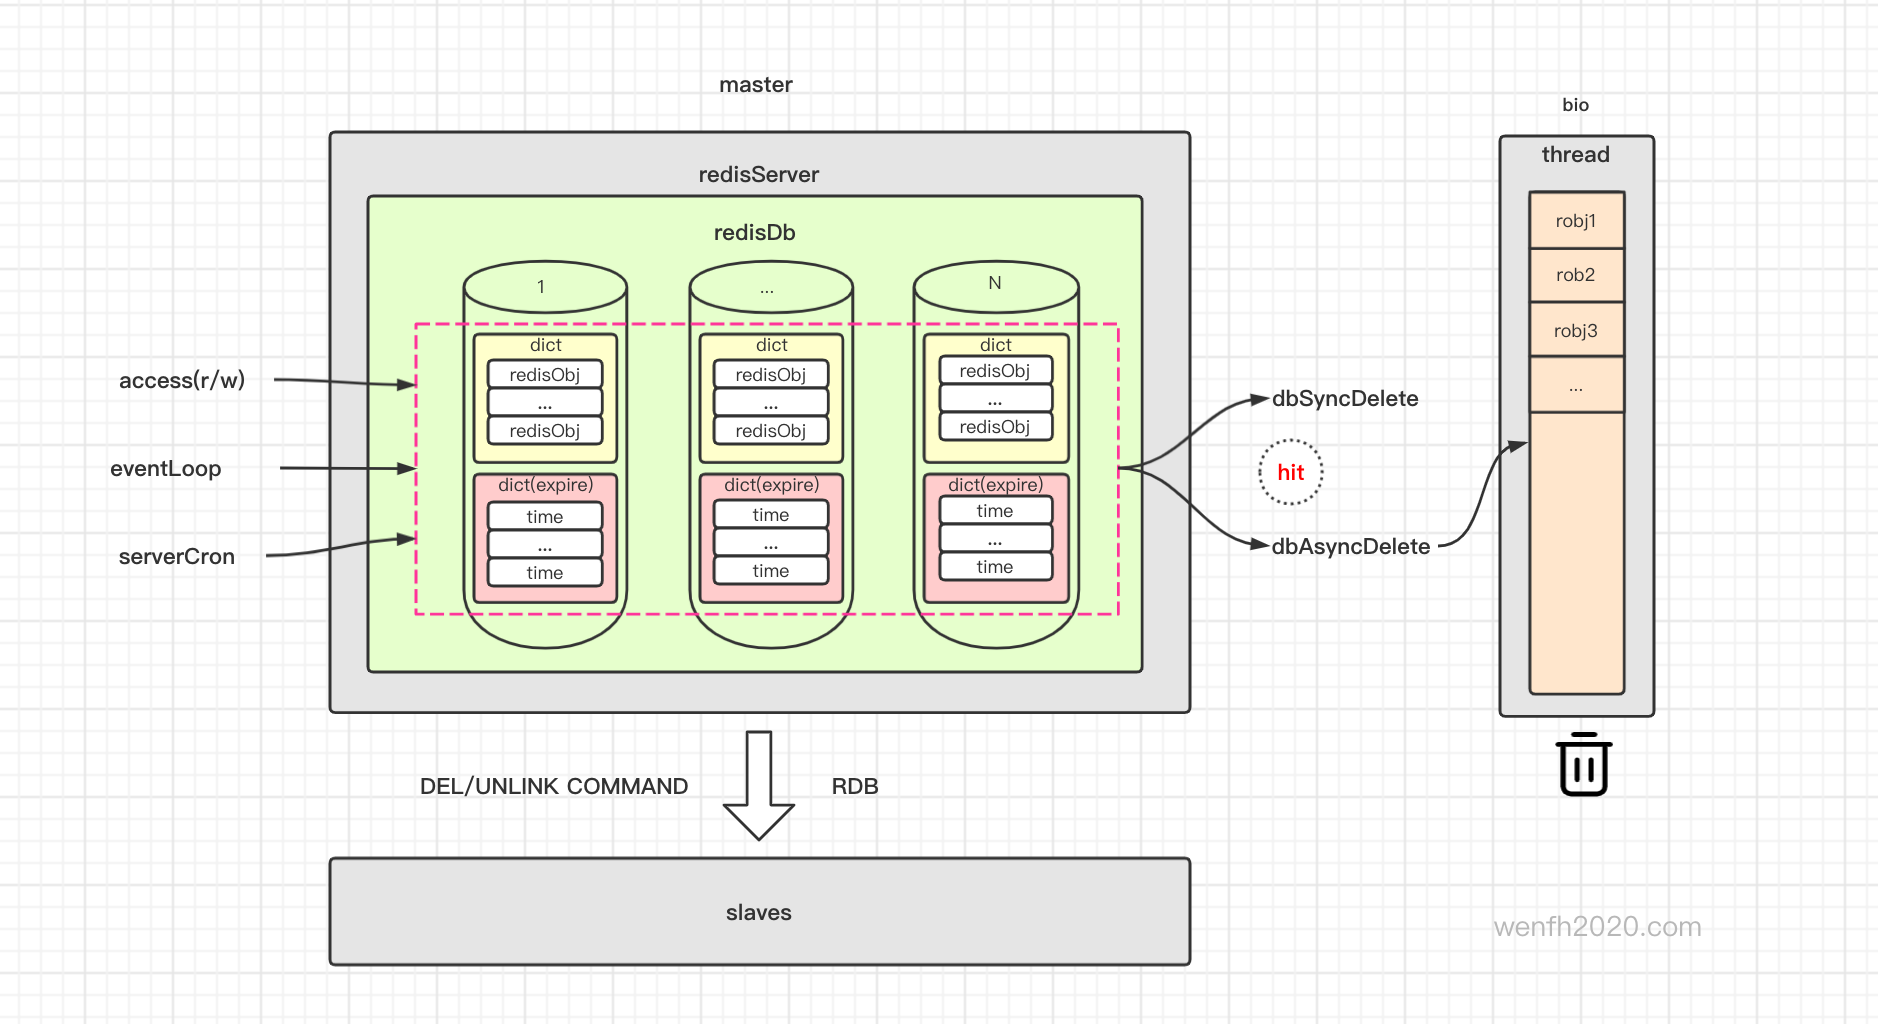 master
bio
redisServer
thread
redisDb
1
...
N
dict
redisObj
...
redisObj
dict(expire)
time
...
time
dict
redisObj
...
redisObj
dict(expire)
time
...
time
dict
redisObj
...
redisObj
dict(expire)
time
...
time
access(r/w)
eventLoop
serverCron
dbSyncDelete
hit
dbAsyncDelete
robj1
rob2
robj3
...
DEL/UNLINK COMMAND
RDB
slaves
wenfh2020.com